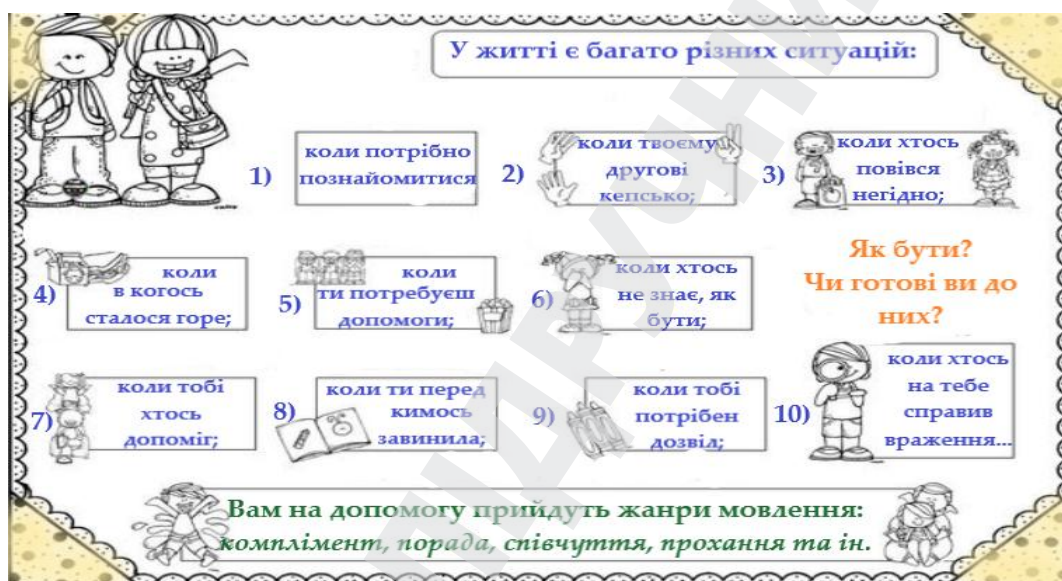 У житті є багато різних ситуацій:
1)
коли потрібно
познайомитися
2)
коли твоєму
другові
кепсько;
3)
коли хтось
повівся
негідно;
4)
коли
в когось
сталося горе;
5)
коли
ти потребуєш
допомоги;
6)
коли хтось
не знає, як
бути;
Як бути?
Чи готові ви до
них?
7)
коли тобі
хтось
допоміг;
8)
коли ти перед
кимось
завинила;
9)
коли тобі
потрібен
дозвіл;
10)
коли хтось
на тебе
справив
враження...
Вам на допомогу прийдуть жанри мовлення:
комплімент, порада, співчуття, прохання та ін.